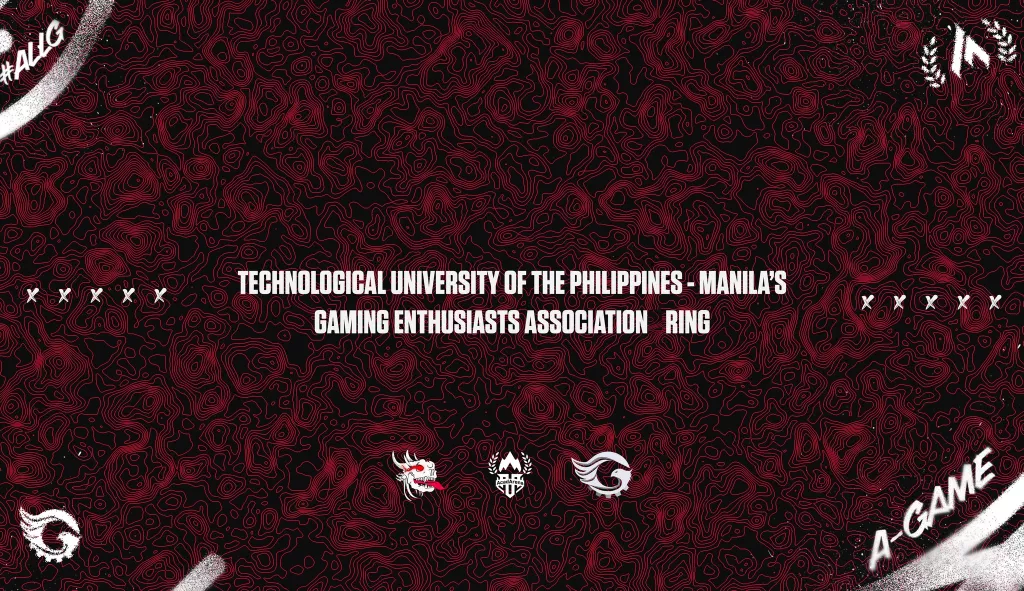 #ALLG
TECHNOLOGICAL UNIVERSITY OF THE PHILIPPINES - MANILA'S
GAMING ENTHUSIASTS ASSOCIATION RING
A-GAME